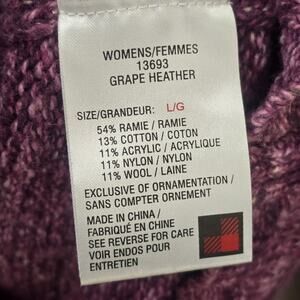 WOMENS/FEMMES
13693
GRAPE HEATHER
SIZE/GRANDEUR: L/G
54% RAMIE / RAMIE
13% COTTON / COTON
11% ACRYLIC / ACRYLIQUE
11% NYLON / NYLON
11% WOOL / LAINE
EXCLUSIVE OF ORNAMENTATION /
SANS COMPTER ORNEMENT
MADE IN CHINA /
FABRIQUÉ EN CHINE
SEE REVERSE FOR CARE
VOIR ENDOS POUR
ENTRETIEN